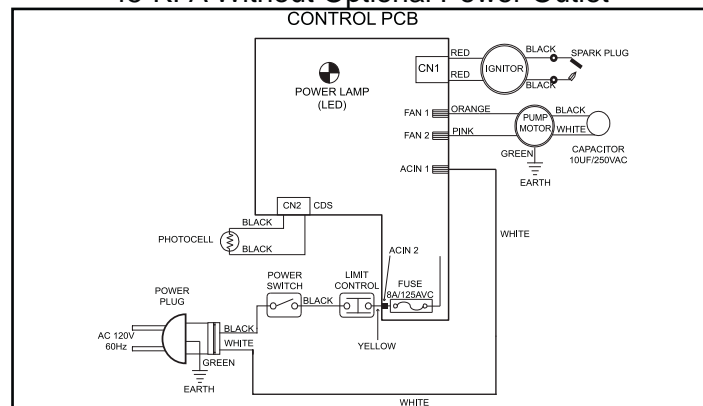 CONTROL PCB
RED
BLACK
SPARK PLUG
CN1
IGNITOR
RED
BLACK
POWER LAMP
(LED)
FAN 1
ORANGE
BLACK
PUMP
MOTOR
FAN 2
PINK
WHITE
GREEN
CAPACITOR
10UF/250VAC
ACIN 1
EARTH
CN2
CDS
BLACK
PHOTOCELL
BLACK
WHITE
ACIN 2
POWER
SWITCH
LIMIT
CONTROL
FUSE
8A/125AVC
POWER
PLUG
BLACK
BLACK
AC 120V
60Hz
WHITE
YELLOW
GREEN
EARTH
WHITE